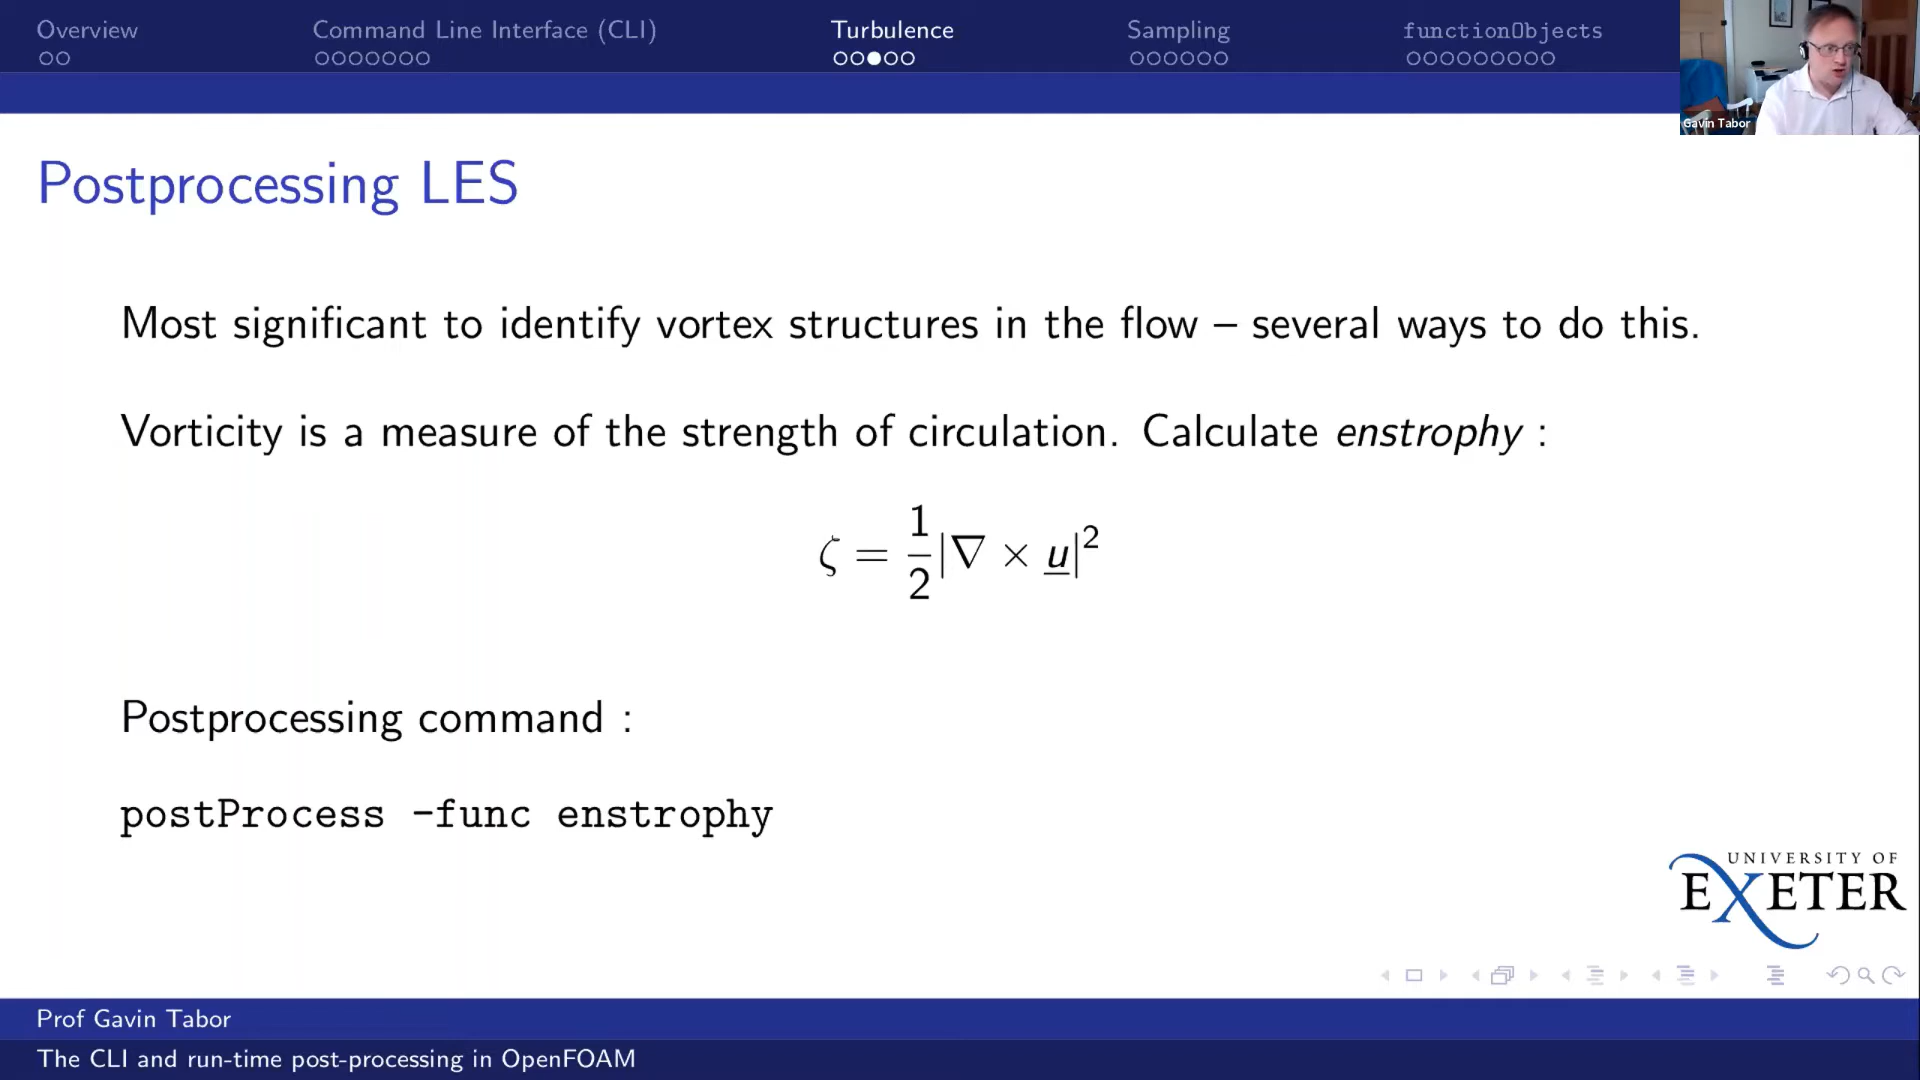 Overview
Command Line Interface (CLI)
Turbulence
Sampling
functionObjects
Gavin Tabor
Postprocessing LES
Most significant to identify vortex structures in the flow – several ways to do this.
Vorticity is a measure of the strength of circulation. Calculate enstrophy :
ζ = 1/2 |∇ × u|²
Postprocessing command :
postProcess -func enstrophy
UNIVERSITY OF
EXETER
Prof Gavin Tabor
The CLI and run-time post-processing in OpenFOAM